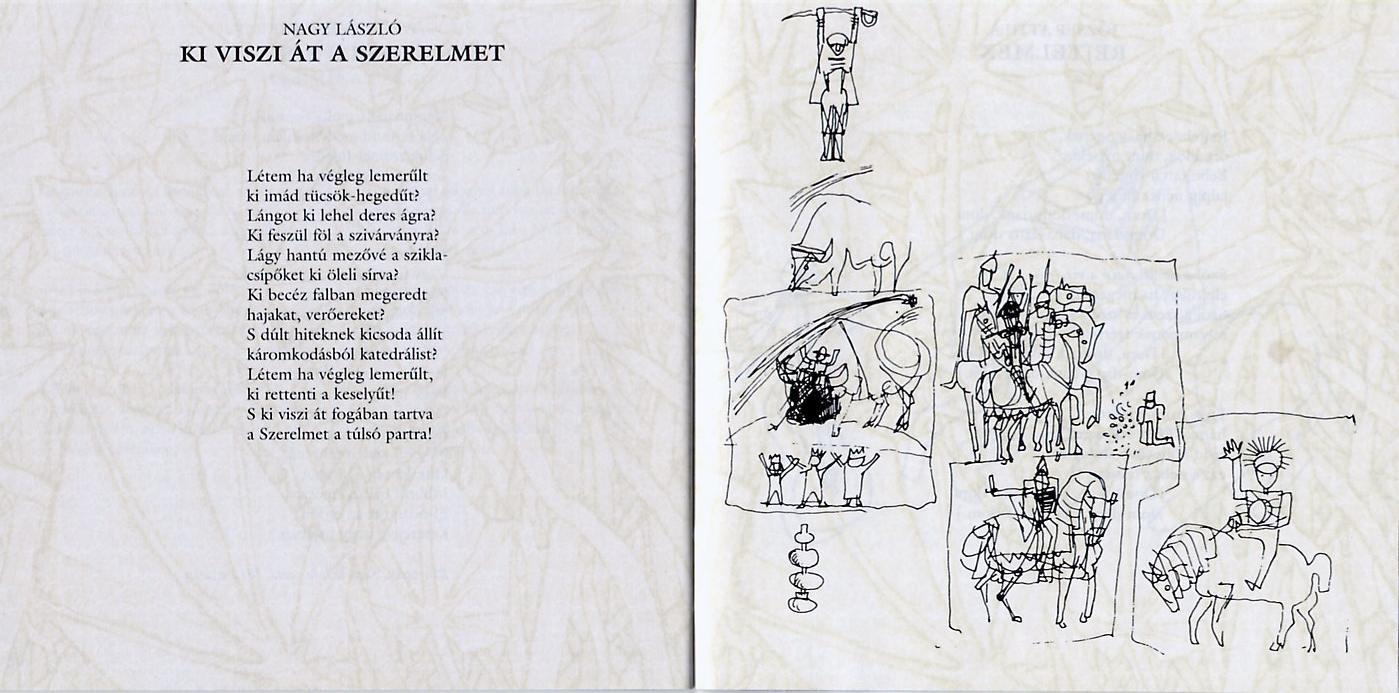 NAGY LÁSZLÓ
KI VISZI ÁT A SZERELMET
Létem ha végleg lemerűlt
ki imád tücsök-hegedűt?
Lángot ki lehel deres ágra?
Ki feszül föl a szivárványra?
Lágy hantú mezővé a szikla-
csípőket ki öleli sírva?
Ki becéz falban megeredt
hajakat, verőereket?
S dúlt hiteknek kicsoda állít
káromkodásból katedrálist?
Létem ha végleg lemerűlt,
ki rettenti a keselyűt!
S ki viszi át fogában tartva
a Szerelmet a túlsó partra!